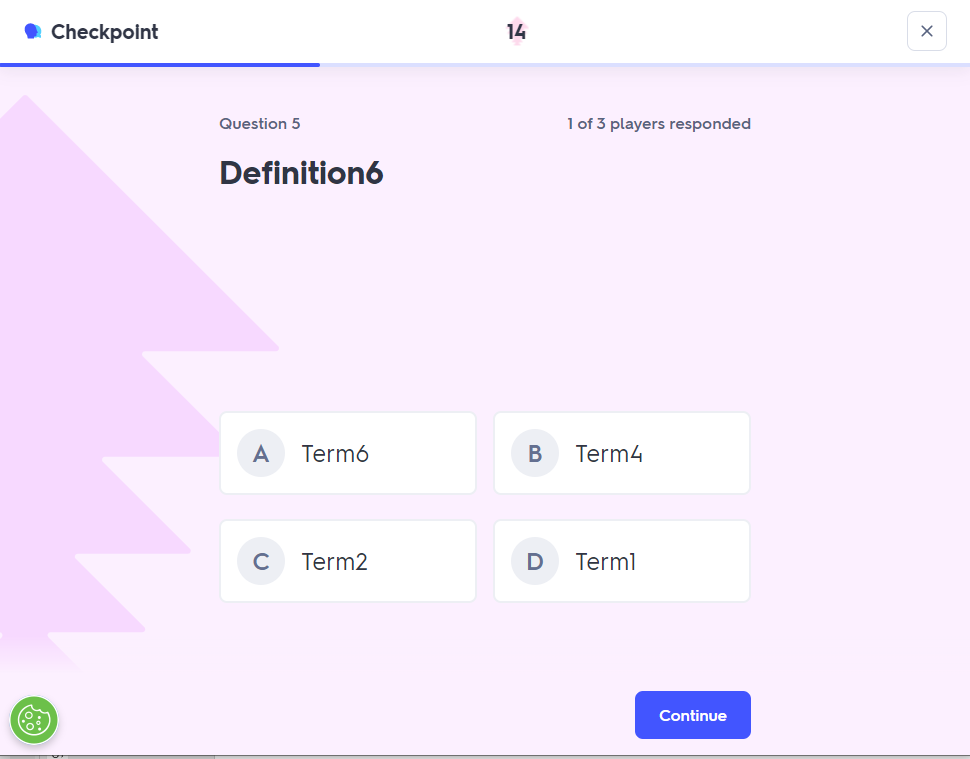 Checkpoint
14
Question 5
1 of 3 players responded
Definition6
A Term6
B Term4
C Term2
D Term1
Continue